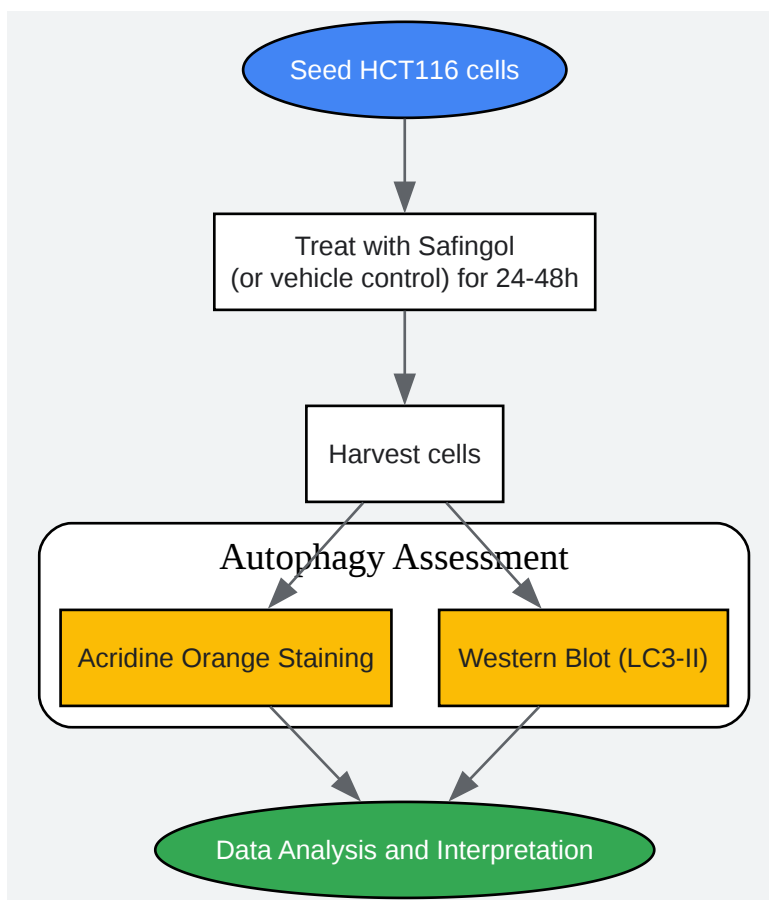 Seed HCT116 cells
Treat with Safingol
(or vehicle control) for 24-48h
Harvest cells
Autophagy Assessment
Acridine Orange Staining
Western Blot (LC3-II)
Data Analysis and Interpretation